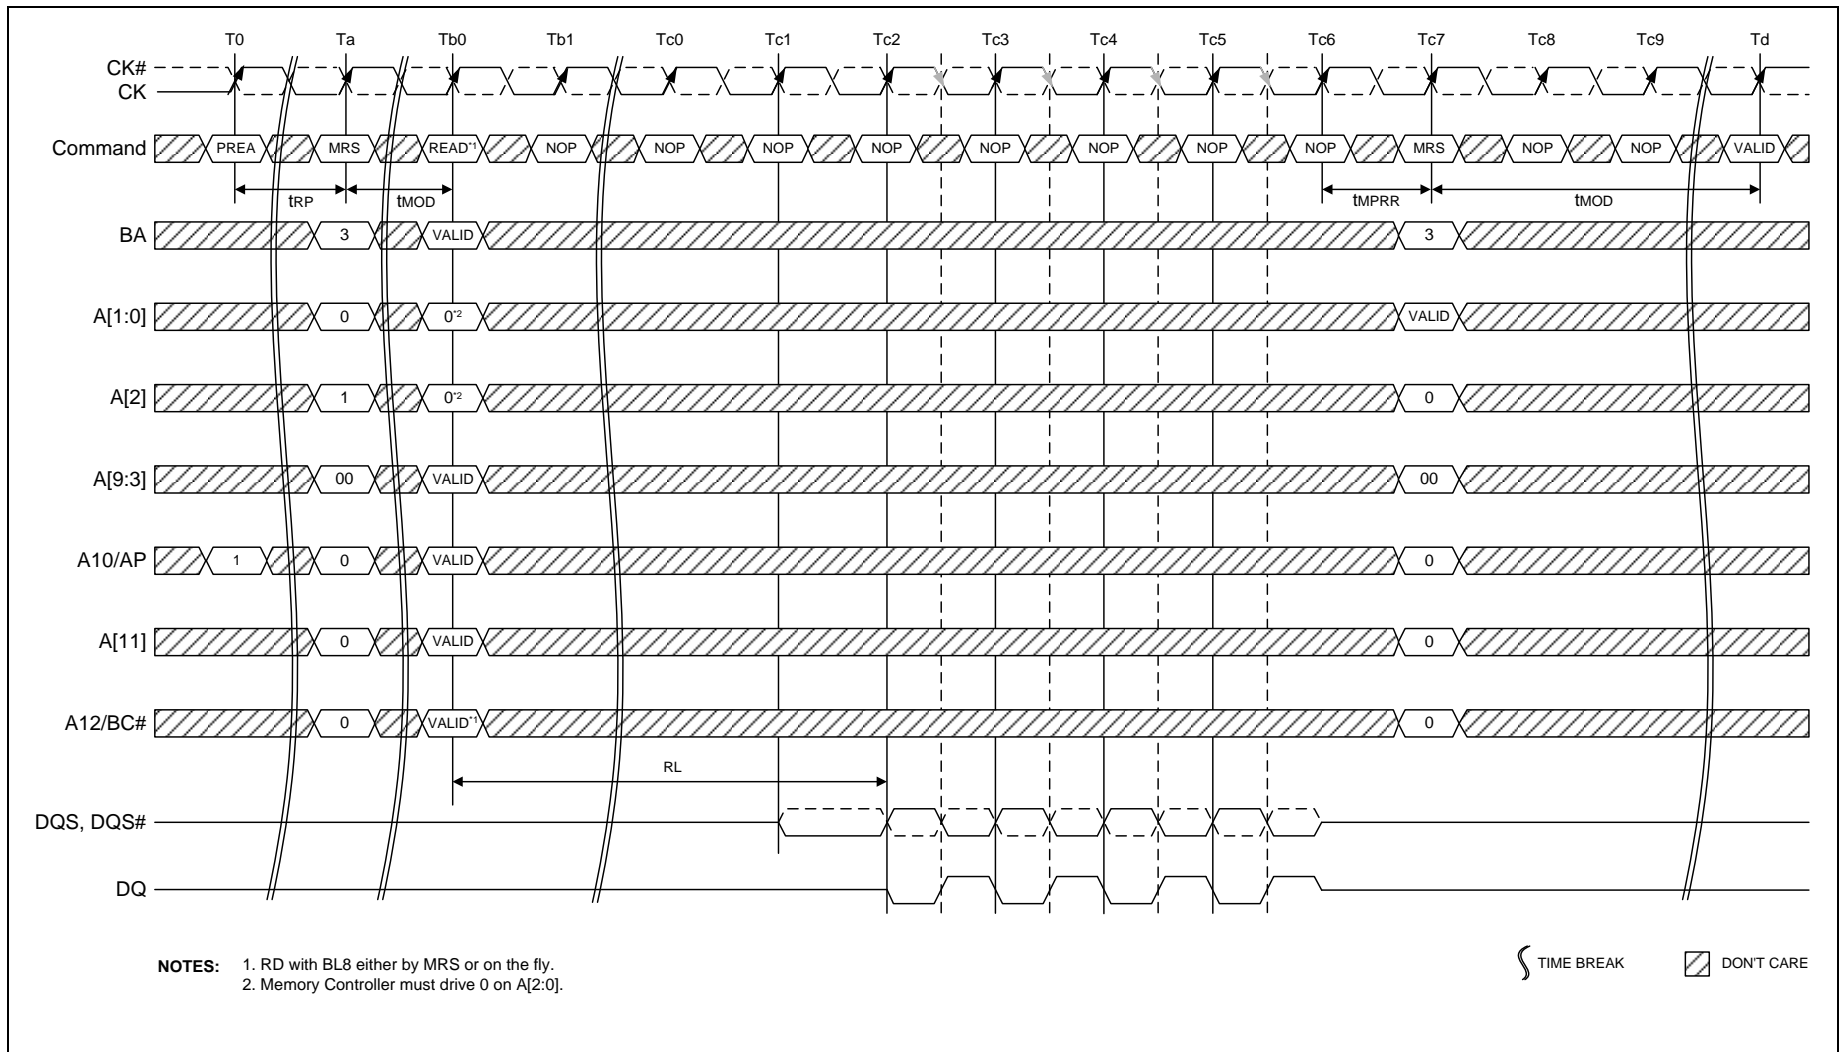 T0 Ta Tb0 Tb1 Tc0 Tc1 Tc2 Tc3 Tc4 Tc5 Tc6 Tc7 Tc8 Tc9 Td
CK#
CK
Command PREA MRS READ*1 NOP NOP NOP NOP NOP NOP NOP NOP MRS NOP NOP VALID
tRP tMOD tMPRR tMOD
BA 3 VALID 3
A[1:0] 0 0*2 VALID
A[2] 1 0*2 0
A[9:3] 00 VALID 00
A10/AP 1 0 VALID 0
A[11] 0 VALID 0
A12/BC# 0 VALID*1 0
RL
DQS, DQS#
DQ
NOTES: 1. RD with BL8 either by MRS or on the fly.
2. Memory Controller must drive 0 on A[2:0].
TIME BREAK DON'T CARE